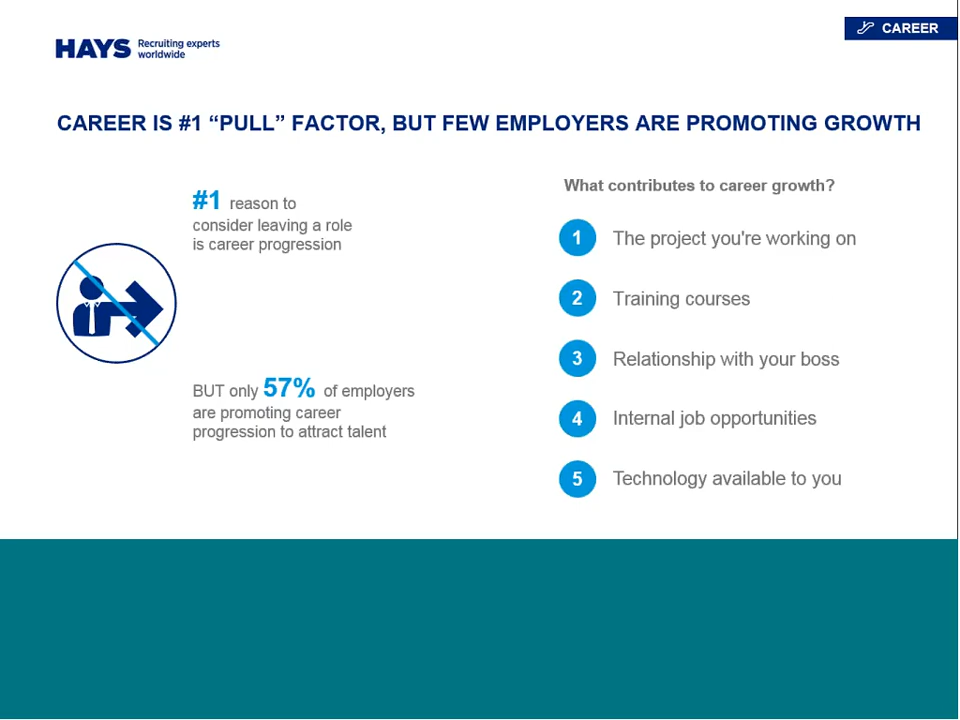 HAYS Recruiting experts
worldwide
CAREER
CAREER IS #1 “PULL” FACTOR, BUT FEW EMPLOYERS ARE PROMOTING GROWTH
#1 reason to
consider leaving a role
is career progression
BUT only 57% of employers
are promoting career
progression to attract talent
What contributes to career growth?
1 The project you're working on
2 Training courses
3 Relationship with your boss
4 Internal job opportunities
5 Technology available to you